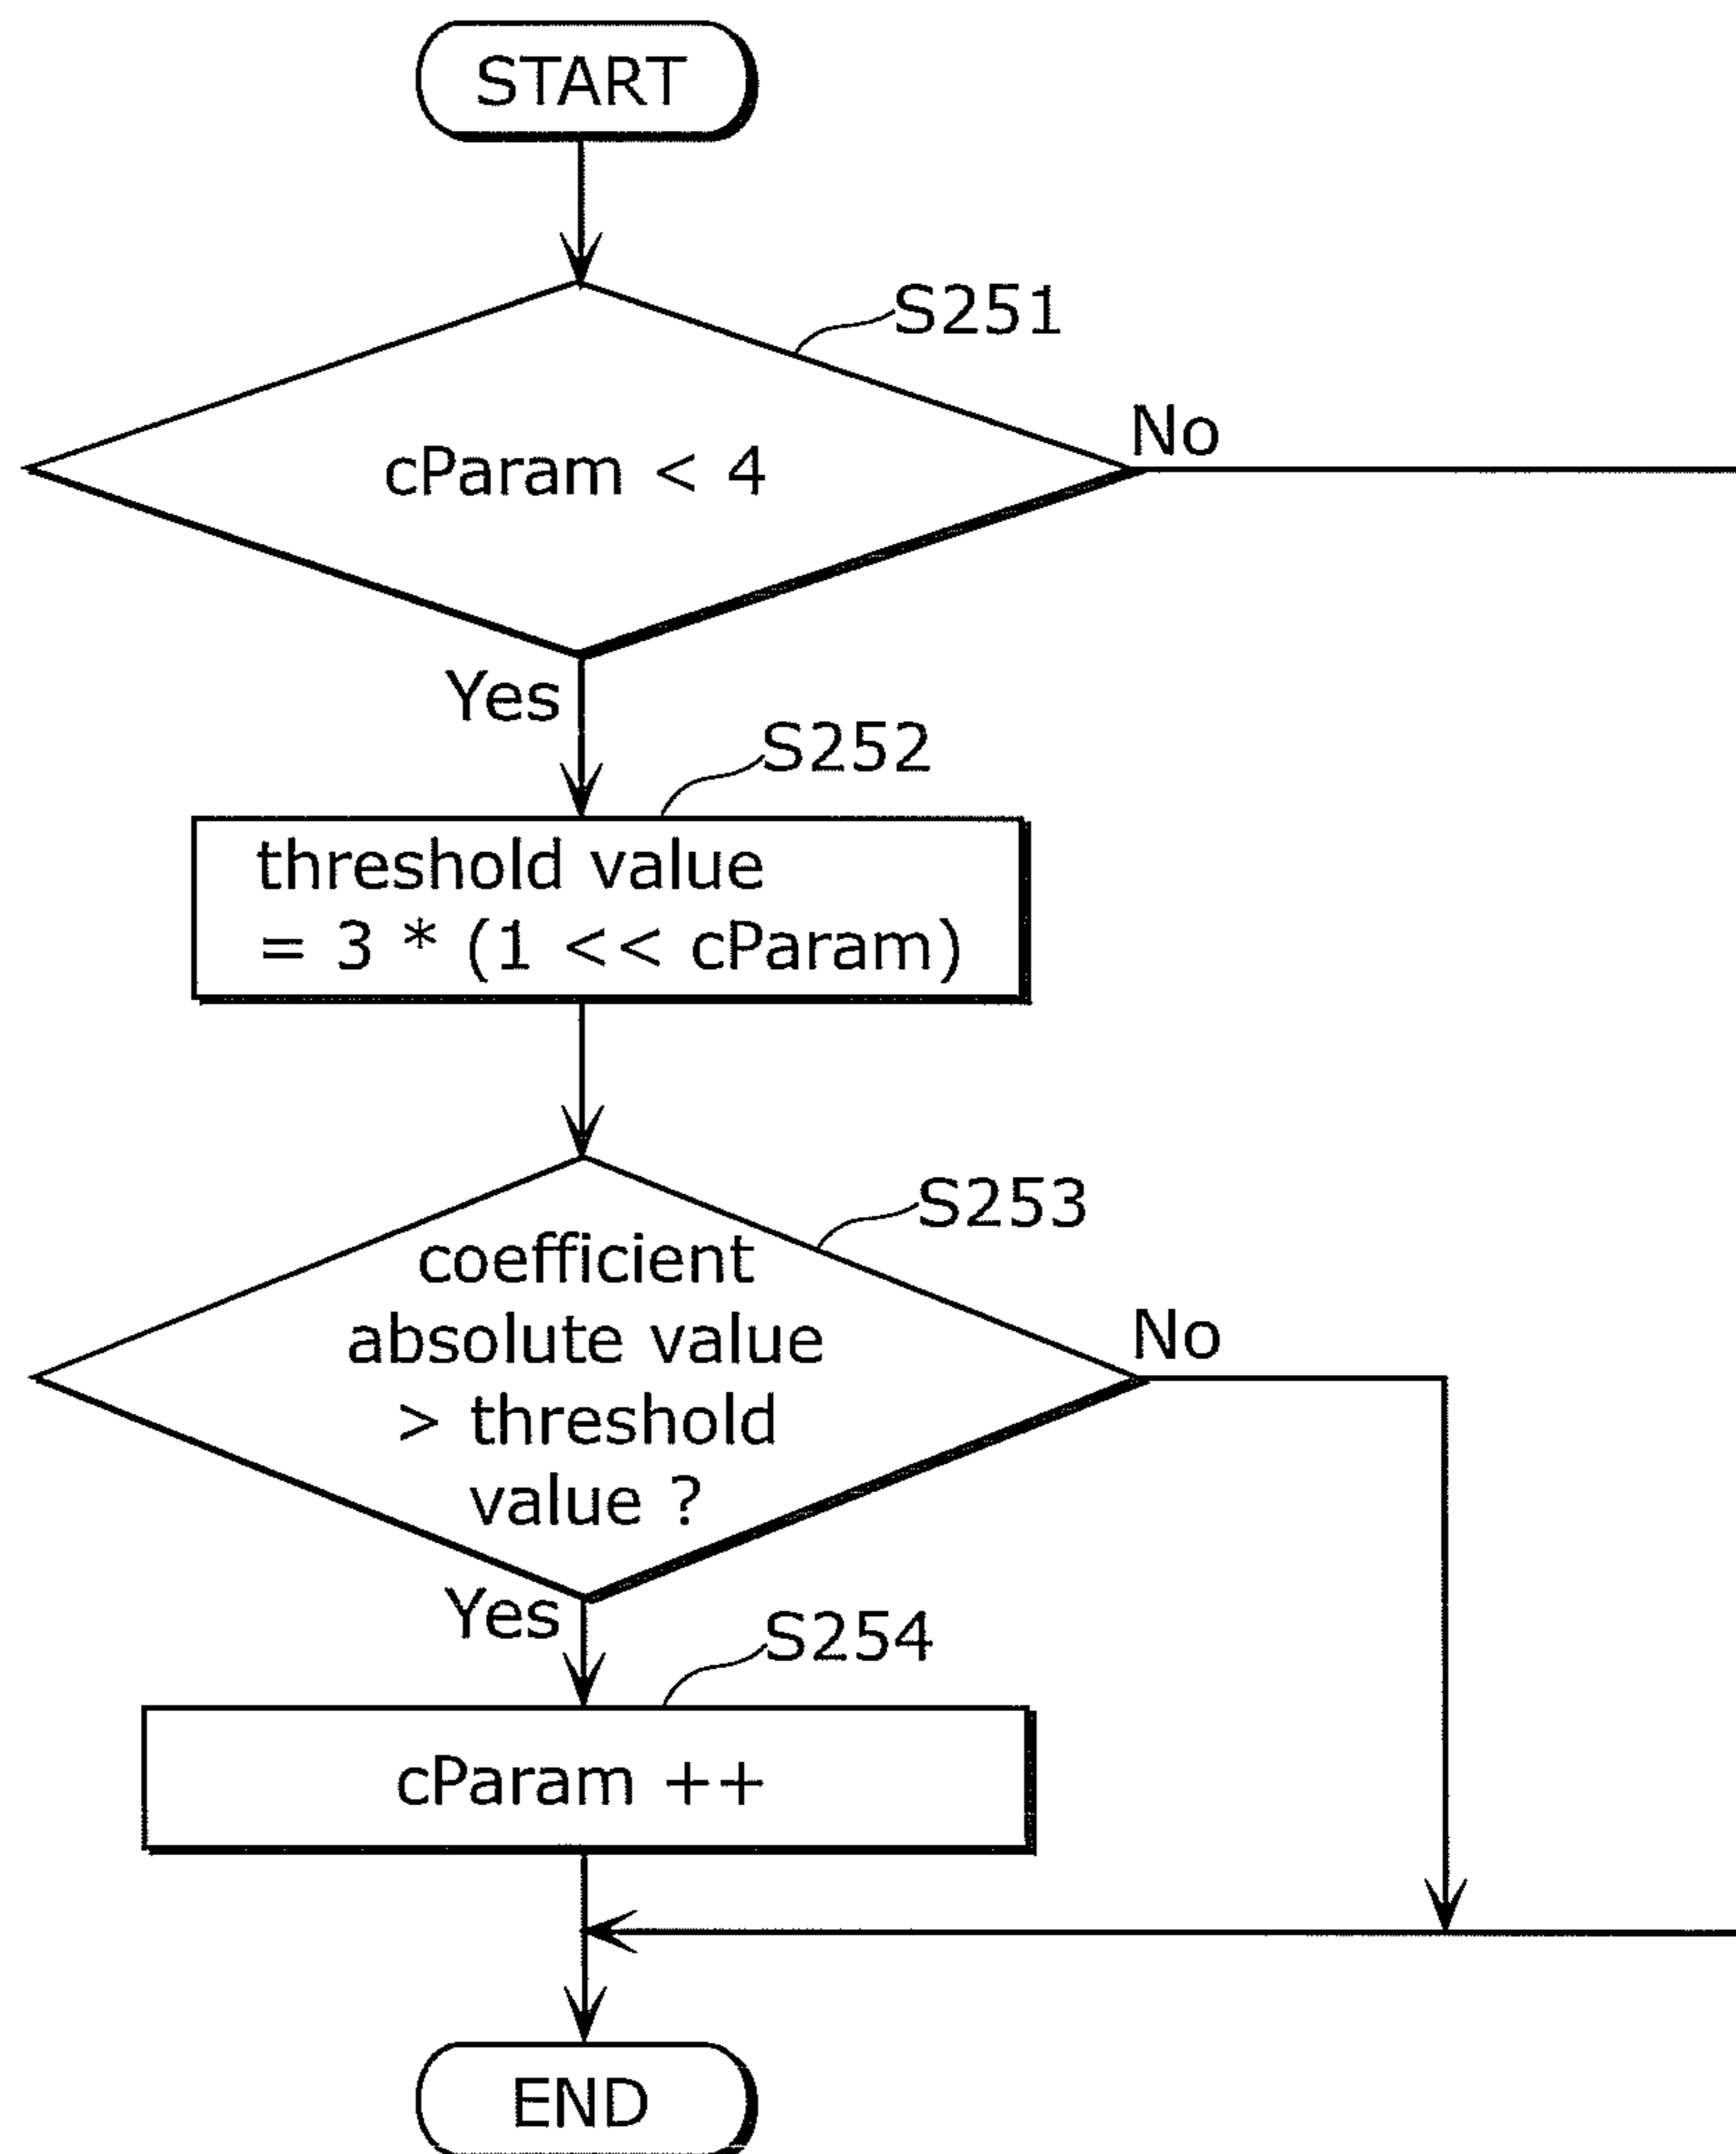 START
S251
cParam < 4
No
Yes
S252
threshold value
= 3 * (1 << cParam)
S253
coefficient
absolute value
> threshold
value ?
No
Yes
S254
cParam ++
END